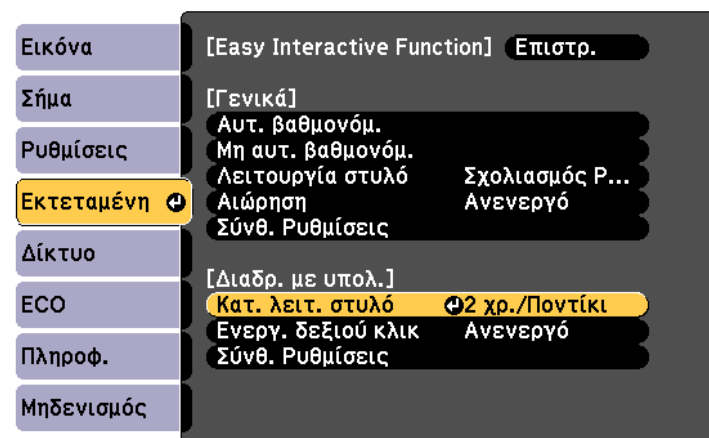 Εικόνα
Σήμα
Ρυθμίσεις
Εκτεταμένη
Δίκτυο
ECO
Πληροφ.
Μηδενισμός
[Easy Interactive Function] Επιστρ.
[Γενικά]
Αυτ. βαθμονόμ.
Μη αυτ. βαθμονόμ.
Λειτουργία στυλό Σχολιασμός P...
Αιώρηση Ανενεργό
Σύνθ. Ρυθμίσεις
[Διαδρ. με υπολ.]
Κατ. λειτ. στυλό 2 χρ./Ποντίκι
Ενεργ. δεξιού κλικ Ανενεργό
Σύνθ. Ρυθμίσεις